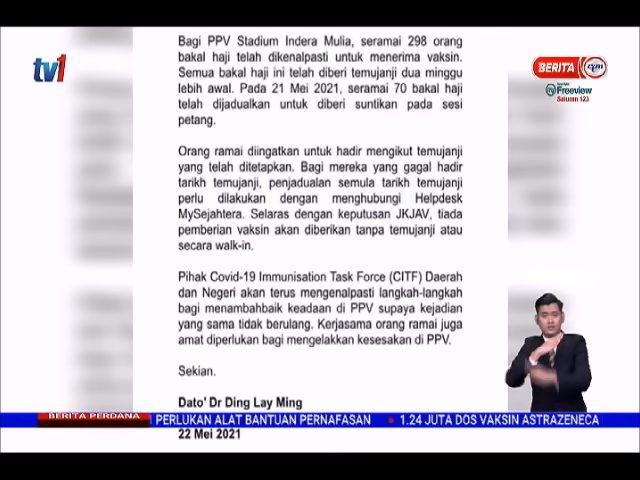 Bagi PPV Stadium Indera Mulia, seramai 298 orang
bakal haji telah dikenalpasti untuk menerima vaksin.
Semua bakal haji ini telah diberi temujanji dua minggu
lebih awal. Pada 21 Mei 2021, seramai 70 bakal haji
telah dijadualkan untuk diberi suntikan pada sesi
petang.
Orang ramai diingatkan untuk hadir mengikut temujanji
yang telah ditetapkan. Bagi mereka yang gagal hadir
tarikh temujanji, penjadualan semula tarikh temujanji
perlu dilakukan dengan menghubungi Helpdesk
MySejahtera. Selaras dengan keputusan JKJAV, tiada
pemberian vaksin akan diberikan tanpa temujanji atau
secara walk-in.
Pihak Covid-19 Immunisation Task Force (CITF) Daerah
dan Negeri akan terus mengenalpasti langkah-langkah
bagi menambahbaik keadaan di PPV supaya kejadian
yang sama tidak berulang. Kerjasama orang ramai juga
amat diperlukan bagi mengelakkan kesesakan di PPV.
Sekian.
Dato' Dr Ding Lay Ming
22 Mei 2021
tv1
BERITA
Freeview
Saluran 123
BERITA PERDANA
PERLUKAN ALAT BANTUAN PERNAFASAN • 1.24 JUTA DOS VAKSIN ASTRAZENECA